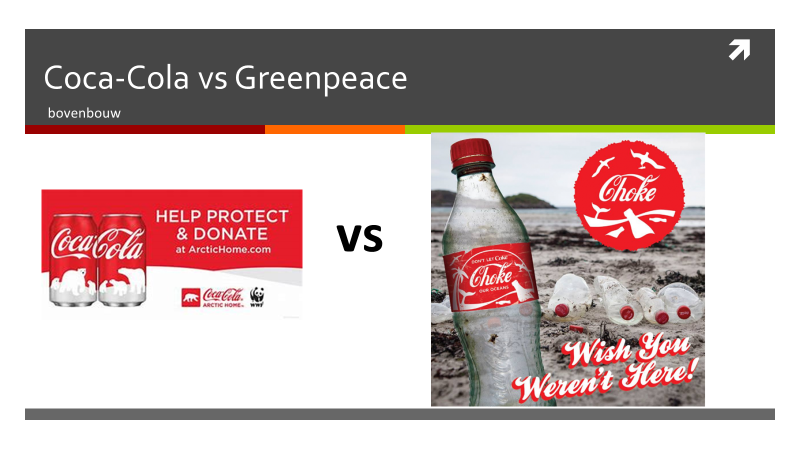 Coca-Cola vs Greenpeace
bovenbouw
Coca-Cola
HELP PROTECT
& DONATE
at ArcticHome.com
Coca-Cola
ARCTIC HOME
WWF
vs
Choke
DON'T LET Coke
Choke
OUR OCEANS
Wish You
Weren't Here!